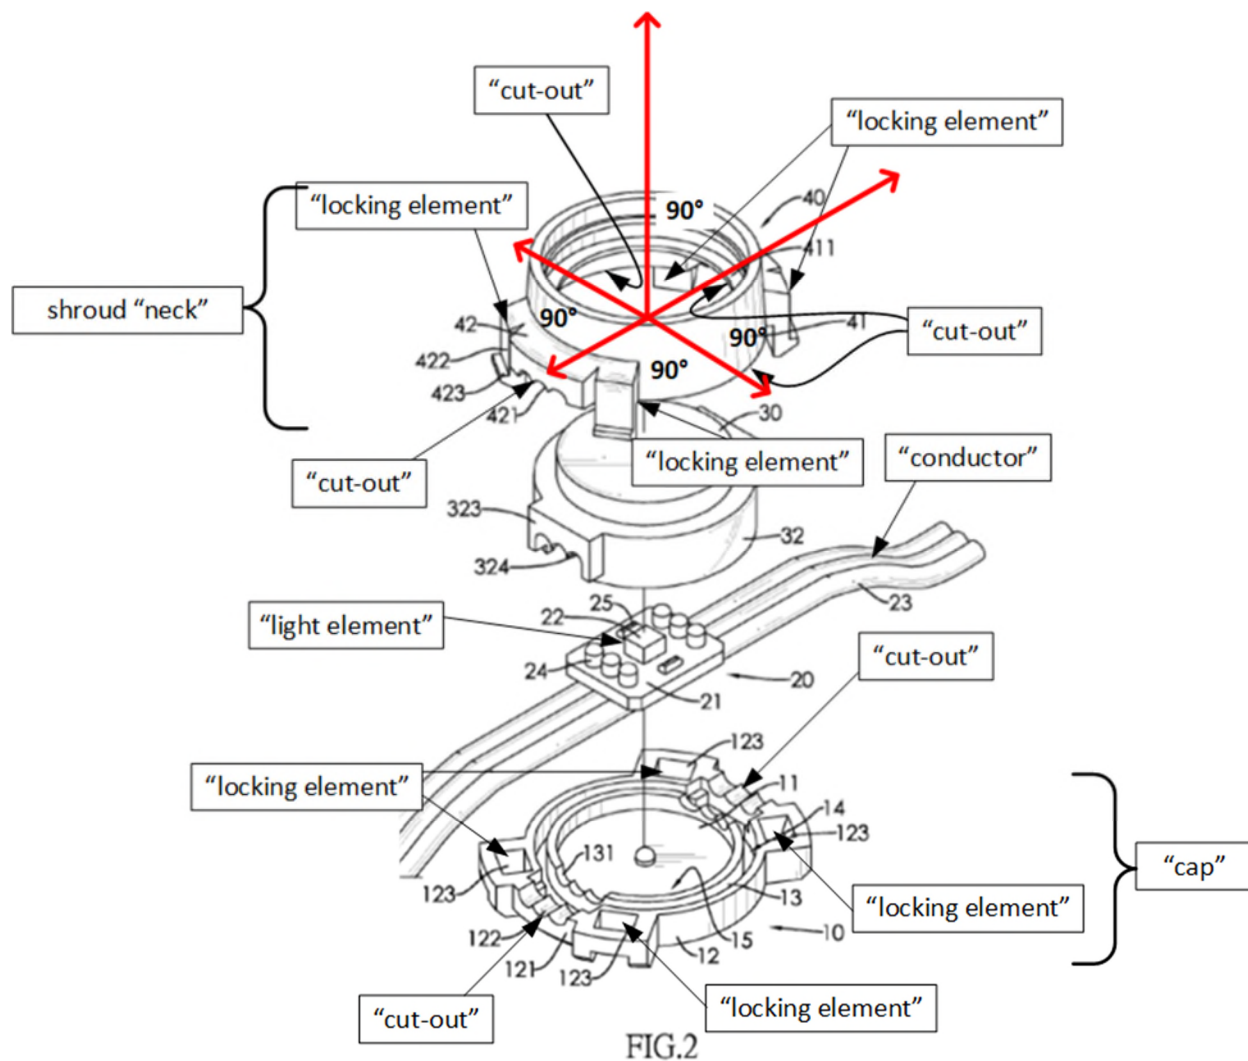 “cut-out”
“locking element”
“locking element”
90°
40
411
shroud “neck”
42
90°
90°
41
“cut-out”
422
423
421
90°
30
“cut-out”
“locking element”
“conductor”
323
32
324
23
25
22
“light element”
24
“cut-out”
20
21
123
“locking element”
11
14
123
131
“cap”
123
13
“locking element”
122
15
10
121
12
123
“cut-out”
“locking element”
FIG.2